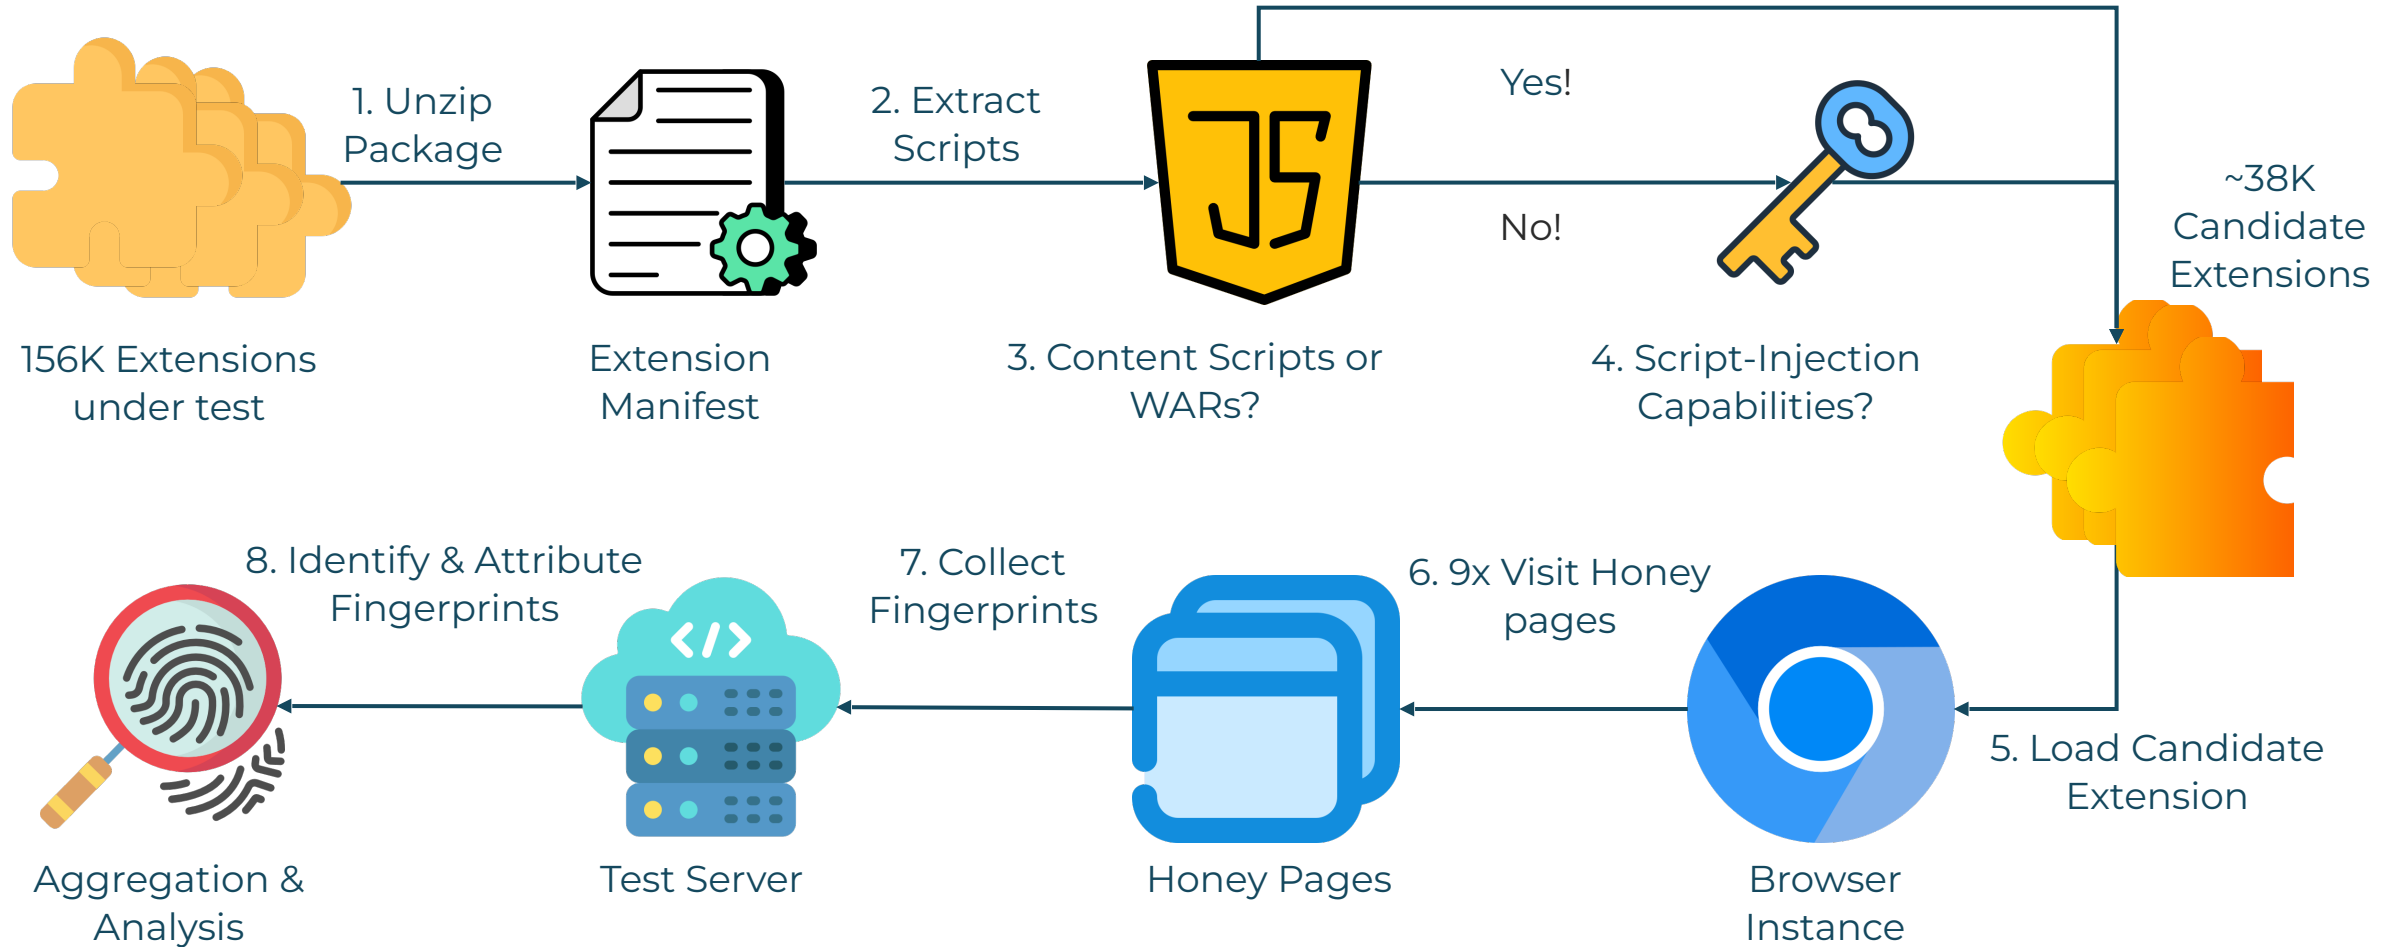 1. Unzip
Package
2. Extract
Scripts
JS
Yes!
No!
~38K
Candidate
Extensions
156K Extensions
under test
Extension
Manifest
3. Content Scripts or
WARs?
4. Script-Injection
Capabilities?
8. Identify & Attribute
Fingerprints
7. Collect
Fingerprints
6. 9x Visit Honey
pages
</>
5. Load Candidate
Extension
Aggregation &
Analysis
Test Server
Honey Pages
Browser
Instance